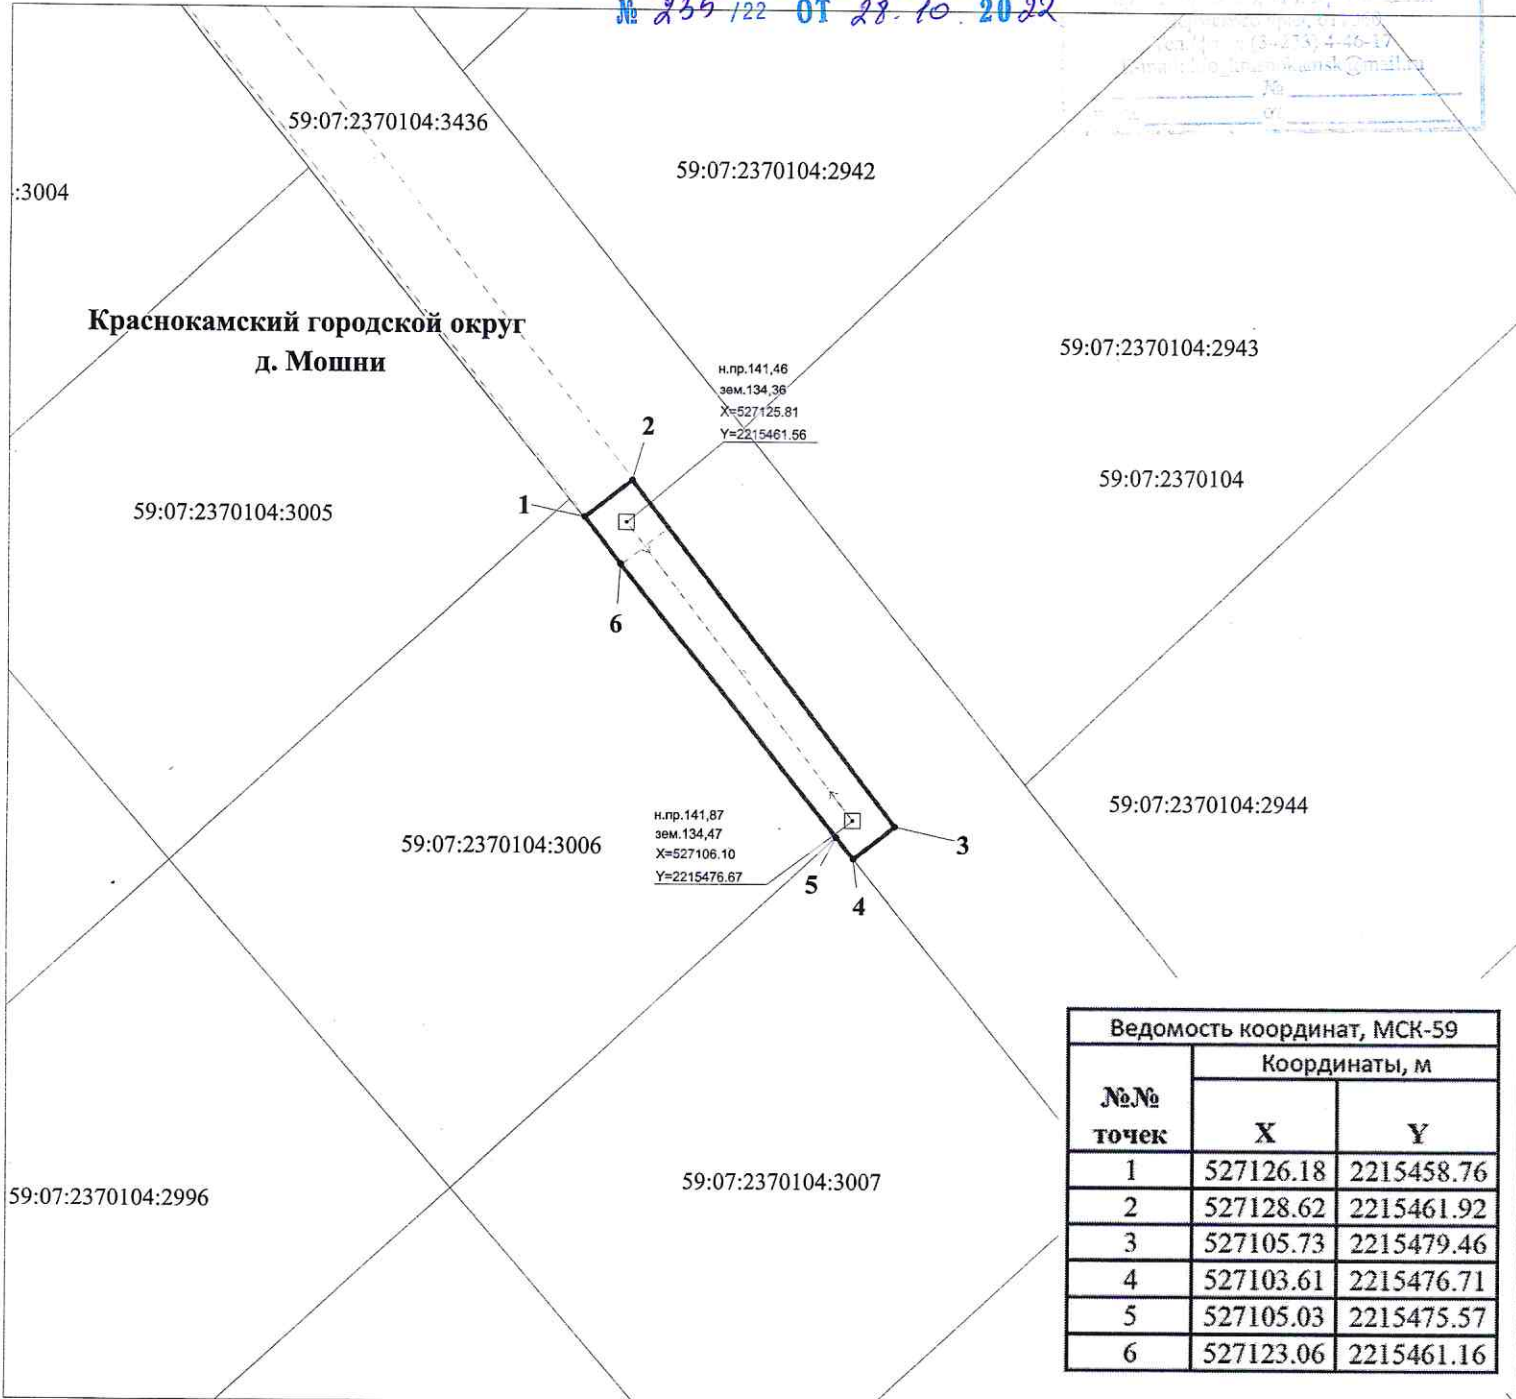 № 235/22 ОТ 28.10.2022
4-46-17
№
от
59:07:2370104:3436
59:07:2370104:2942
:3004
Краснокамский городской округ
д. Мошни
59:07:2370104:2943
н.пр.141,46
зем.134,36
X=527125.81
Y=2215461.56
2
59:07:2370104
1
59:07:2370104:3005
6
59:07:2370104:2944
н.пр.141,87
зем.134,47
X=527106.10
Y=2215476.67
59:07:2370104:3006
3
5
4
59:07:2370104:3007
59:07:2370104:2996
Ведомость координат, МСК-59
№№ точек
Координаты, м
X Y
1 527126.18 2215458.76
2 527128.62 2215461.92
3 527105.73 2215479.46
4 527103.61 2215476.71
5 527105.03 2215475.57
6 527123.06 2215461.16